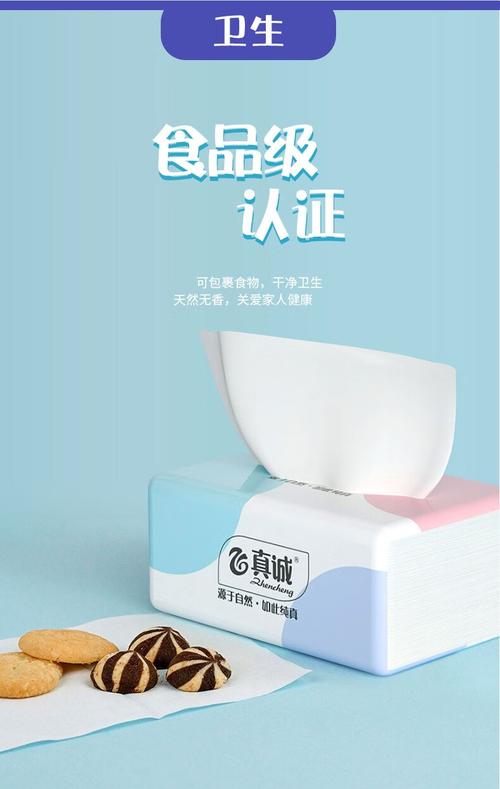 卫生
食品级
认证
可包裹食物，干净卫生
天然无香，关爱家人健康
真诚®
Zhencheng
源于自然·如此纯真